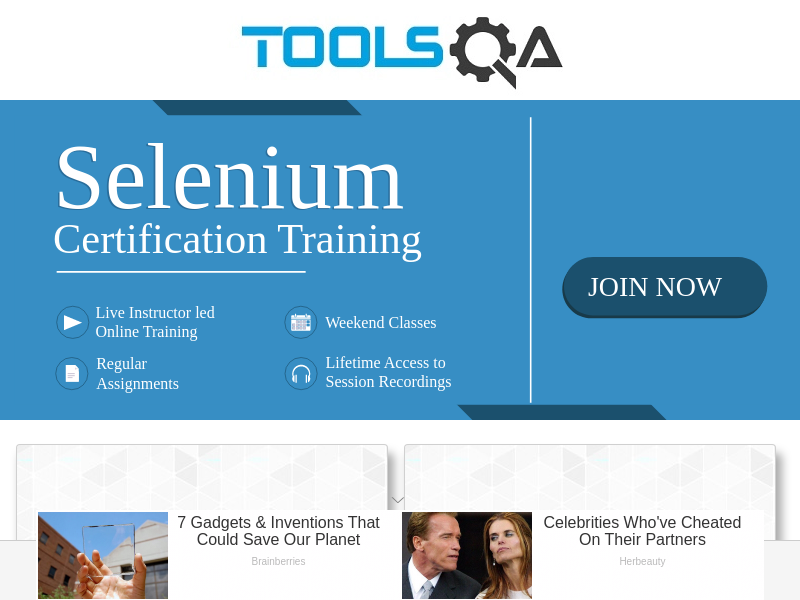 TOOLSQA
Selenium
Certification Training
Live Instructor led
Online Training
Weekend Classes
Regular
Assignments
Lifetime Access to
Session Recordings
JOIN NOW
7 Gadgets & Inventions That
Could Save Our Planet
Brainberries
Celebrities Who've Cheated
On Their Partners
Herbeauty